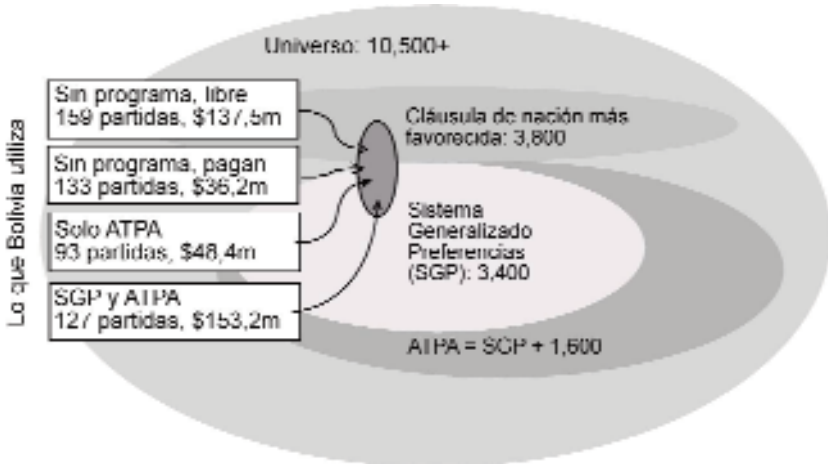 Universo: 10,500+
Lo que Bolivia utiliza
Sin programa, libre
159 partidas, $137,5m
Sin programa, pagan
133 partidas, $36,2m
Solo ATPA
93 partidas, $48,4m
SGP y ATPA
127 partidas, $153,2m
Cláusula de nación más
favorecida: 3,800
Sistema
Generalizado
Preferencias
(SGP): 3,400
ATPA = SGP + 1,600